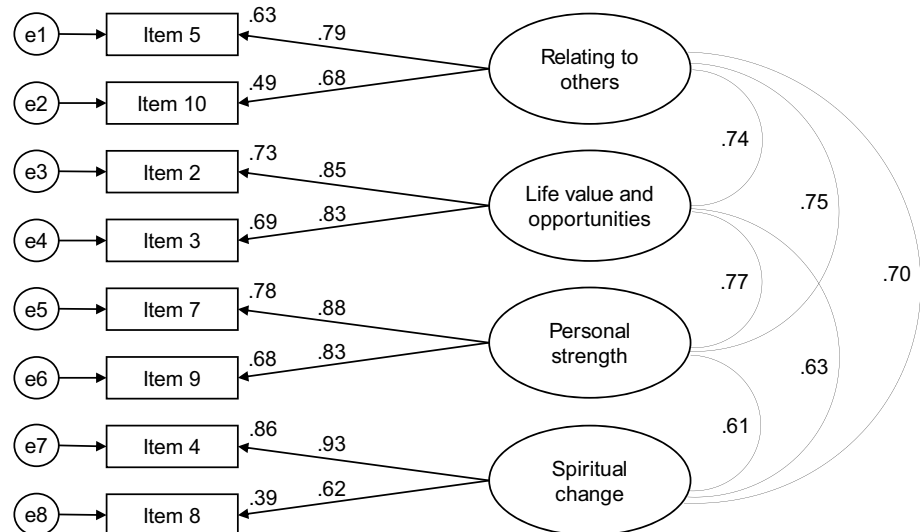 e1
Item 5
.63
.79
Relating to
others
e2
Item 10
.49
.68
.74
e3
Item 2
.73
.85
Life value and
opportunities
.75
e4
Item 3
.69
.83
.70
e5
Item 7
.78
.88
.77
Personal
strength
e6
Item 9
.68
.83
.63
e7
Item 4
.86
.93
.61
Spiritual
change
e8
Item 8
.39
.62